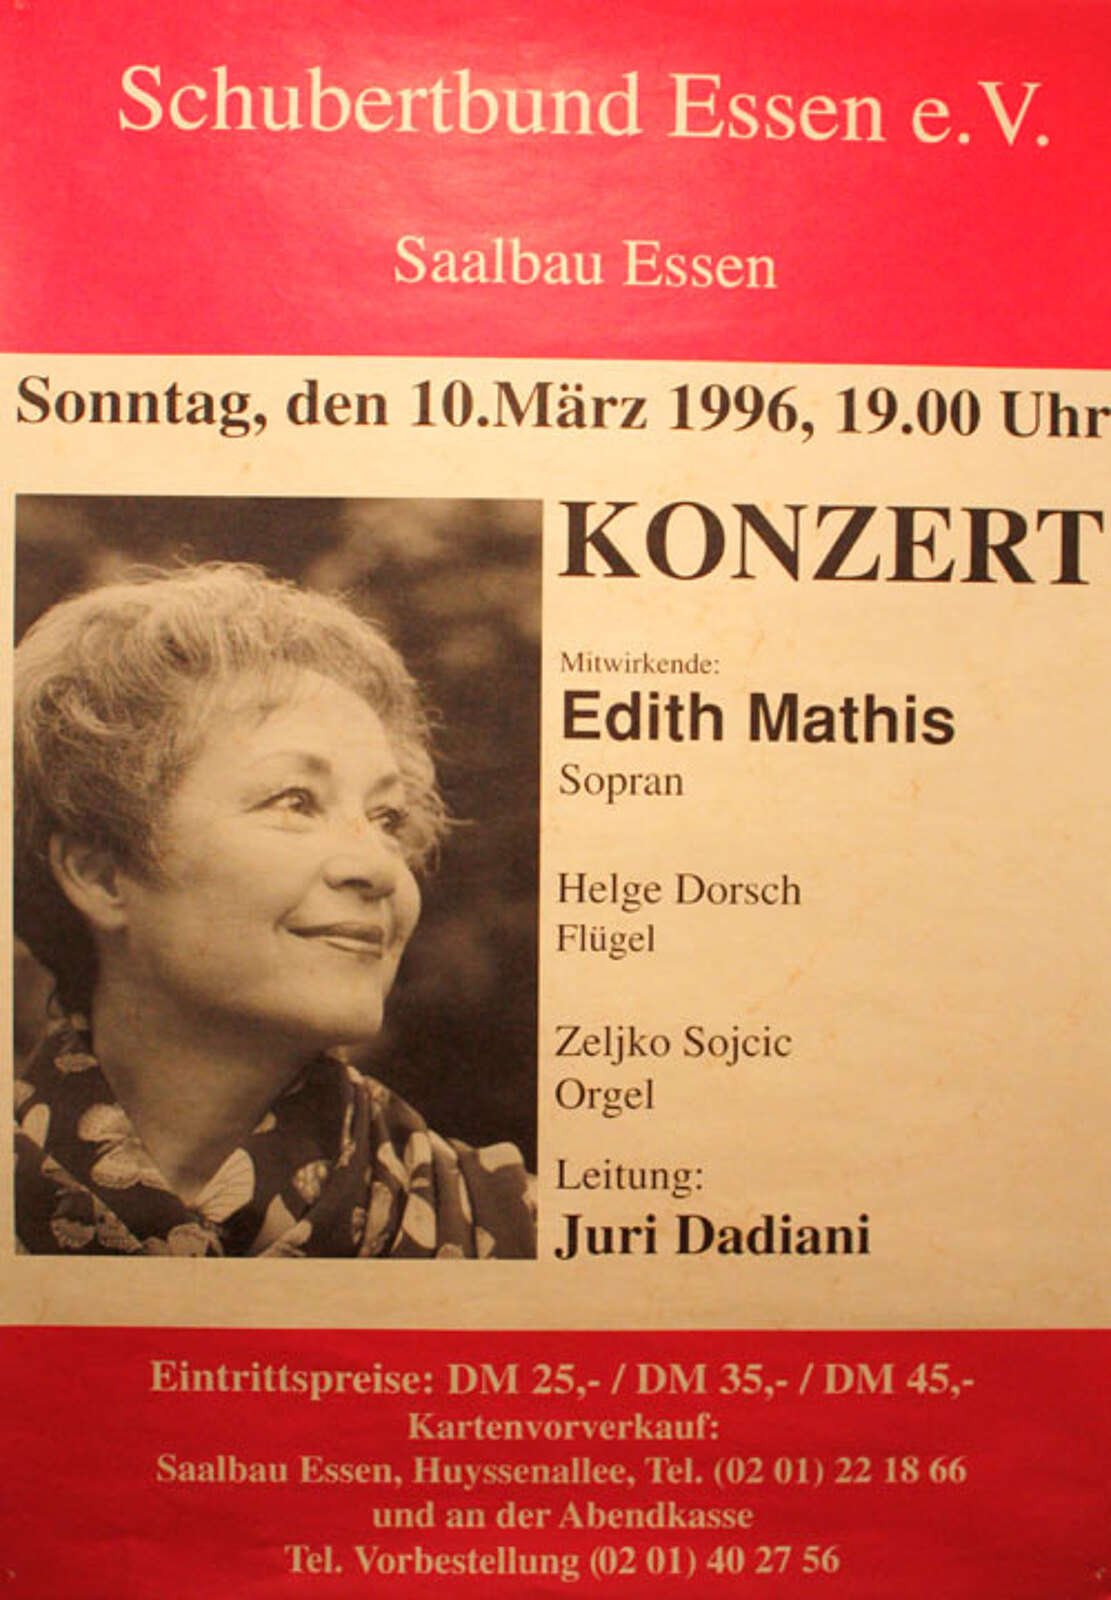 Schubertbund Essen e.V.
Saalbau Essen
Sonntag, den 10.März 1996, 19.00 Uhr
KONZERT
Mitwirkende:
Edith Mathis
Sopran
Helge Dorsch
Flügel
Zeljko Sojcic
Orgel
Leitung:
Juri Dadiani
Eintrittspreise: DM 25,- / DM 35,- / DM 45,-
Kartenvorverkauf:
Saalbau Essen, Huyssenallee, Tel. (02 01) 22 18 66
und an der Abendkasse
Tel. Vorbestellung (02 01) 40 27 56